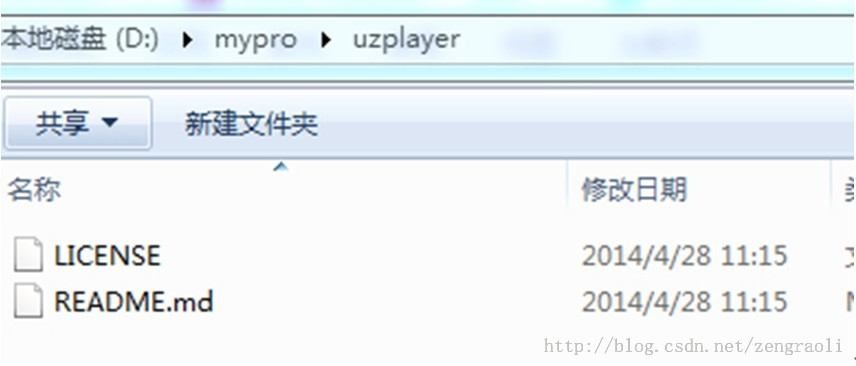 本地磁盘 (D:) ▶ mypro ▶ uzplayer
共享 ▼ 新建文件夹
名称 修改日期
LICENSE 2014/4/28 11:15
README.md 2014/4/28 11:15
http://blog.csdn.net/zengraoli